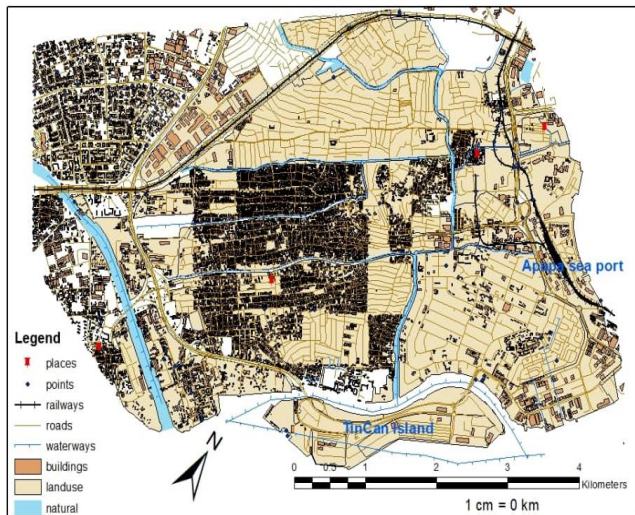 Apapa sea port
Legend
places
points
railways
roads
waterways
buildings
landuse
natural
TinCan Island
N
0 0.5 1 2 3 4
Kilometers
1 cm = 0 km